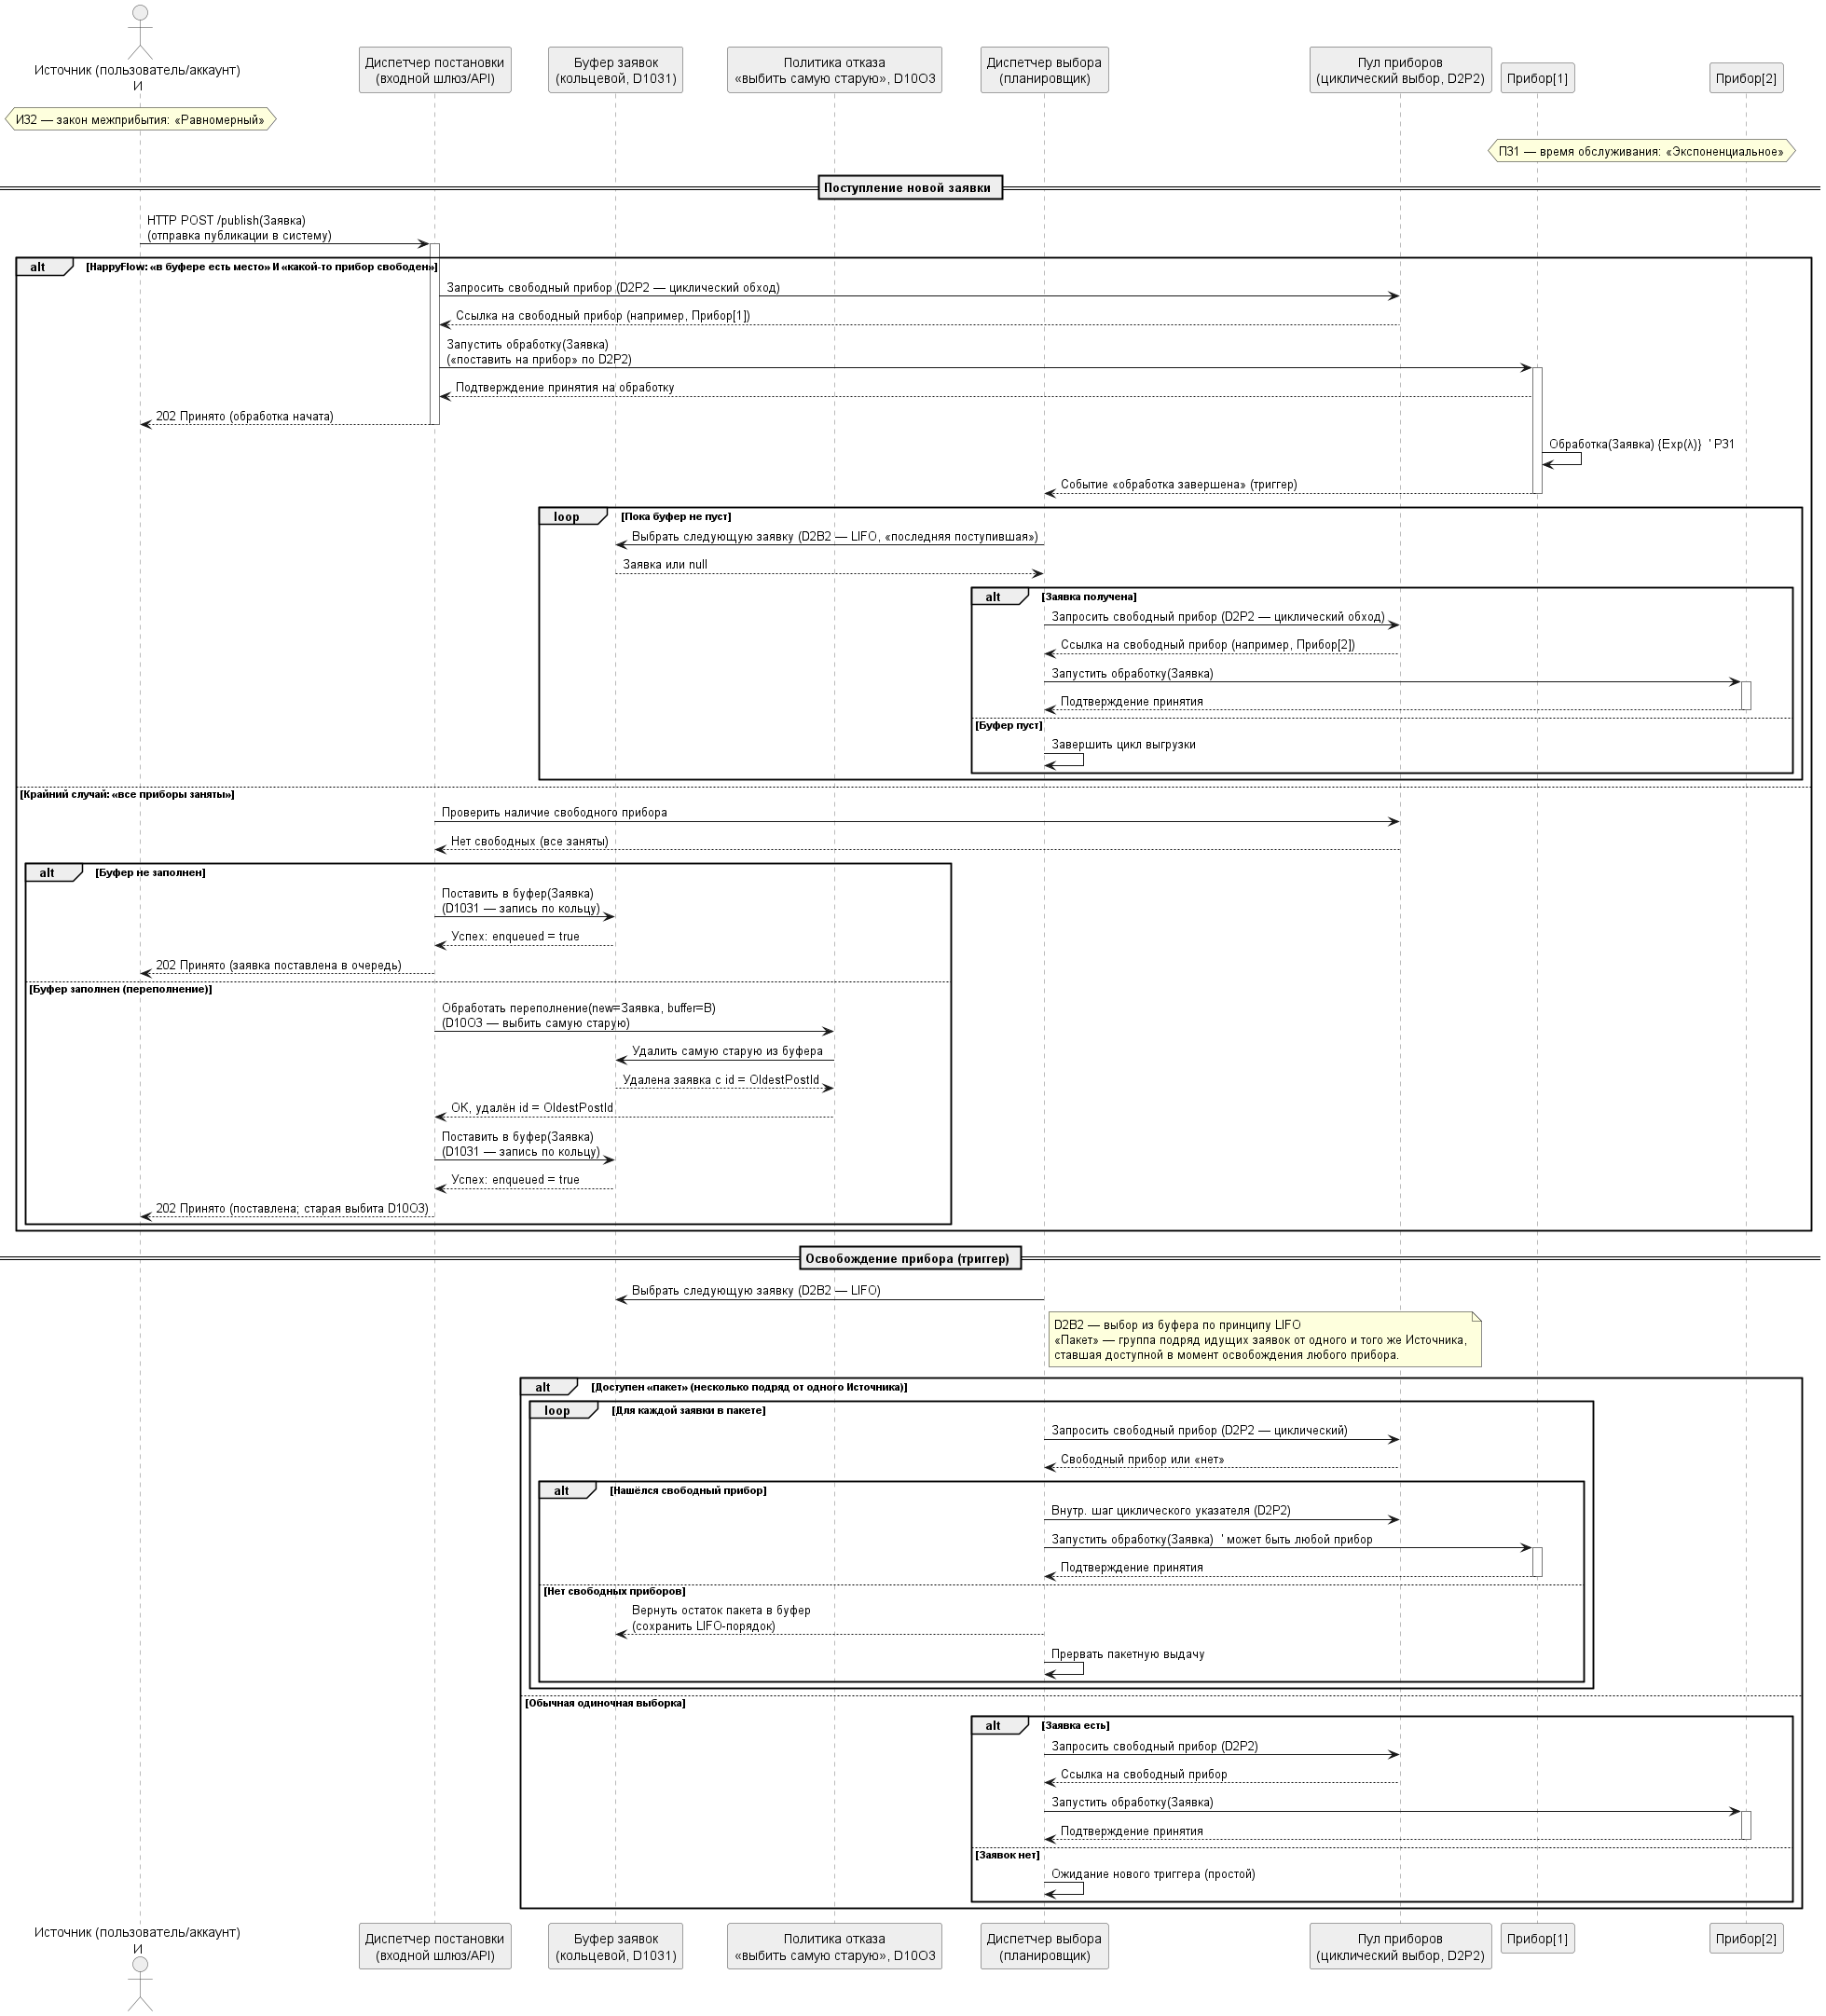 Источник (пользователь/аккаунт)
И
Диспетчер постановки
(входной шлюз/API)
Буфер заявок
(кольцевой, D1031)
Политика отказа
«выбить самую старую», D10О3
Диспетчер выбора
(планировщик)
Пул приборов
(циклический выбор, D2P2)
Прибор[1]
Прибор[2]
ИЗ2 — закон межприбытия: «Равномерный»
ПЗ1 — время обслуживания: «Экспоненциальное»
Поступление новой заявки
HTTP POST /publish(Заявка)
(отправка публикации в систему)
alt [HappyFlow: «в буфере есть место» И «какой-то прибор свободен»]
Запросить свободный прибор (D2P2 — циклический обход)
Ссылка на свободный прибор (например, Прибор[1])
Запустить обработку(Заявка)
(«поставить на прибор» по D2P2)
Подтверждение принятия на обработку
202 Принято (обработка начата)
Обработка(Заявка) {Exp(λ)} ' P31
Событие «обработка завершена» (триггер)
loop [Пока буфер не пуст]
Выбрать следующую заявку (D2B2 — LIFO, «последняя поступившая»)
Заявка или null
alt [Заявка получена]
Запросить свободный прибор (D2P2 — циклический обход)
Ссылка на свободный прибор (например, Прибор[2])
Запустить обработку(Заявка)
Подтверждение принятия
[Буфер пуст]
Завершить цикл выгрузки
[Крайний случай: «все приборы заняты»]
Проверить наличие свободного прибора
Нет свободных (все заняты)
alt [Буфер не заполнен]
Поставить в буфер(Заявка)
(D1031 — запись по кольцу)
Успех: enqueued = true
202 Принято (заявка поставлена в очередь)
[Буфер заполнен (переполнение)]
Обработать переполнение(new=Заявка, buffer=B)
(D10О3 — выбить самую старую)
Удалить самую старую из буфера
Удалена заявка с id = OldestPostId
ОК, удалён id = OldestPostId
Поставить в буфер(Заявка)
(D1031 — запись по кольцу)
Успех: enqueued = true
202 Принято (поставлена; старая выбита D10О3)
Освобождение прибора (триггер)
Выбрать следующую заявку (D2B2 — LIFO)
D2B2 — выбор из буфера по принципу LIFO
«Пакет» — группа подряд идущих заявок от одного и того же Источника,
ставшая доступной в момент освобождения любого прибора.
alt [Доступен «пакет» (несколько подряд от одного Источника)]
loop [Для каждой заявки в пакете]
Запросить свободный прибор (D2P2 — циклический)
Свободный прибор или «нет»
alt [Нашёлся свободный прибор]
Внутр. шаг циклического указателя (D2P2)
Запустить обработку(Заявка) ' может быть любой прибор
Подтверждение принятия
[Нет свободных приборов]
Вернуть остаток пакета в буфер
(сохранить LIFO-порядок)
Прервать пакетную выдачу
[Обычная одиночная выборка]
alt [Заявка есть]
Запросить свободный прибор (D2P2)
Ссылка на свободный прибор
Запустить обработку(Заявка)
Подтверждение принятия
[Заявок нет]
Ожидание нового триггера (простой)
Источник (пользователь/аккаунт)
И
Диспетчер постановки
(входной шлюз/API)
Буфер заявок
(кольцевой, D1031)
Политика отказа
«выбить самую старую», D10О3
Диспетчер выбора
(планировщик)
Пул приборов
(циклический выбор, D2P2)
Прибор[1]
Прибор[2]